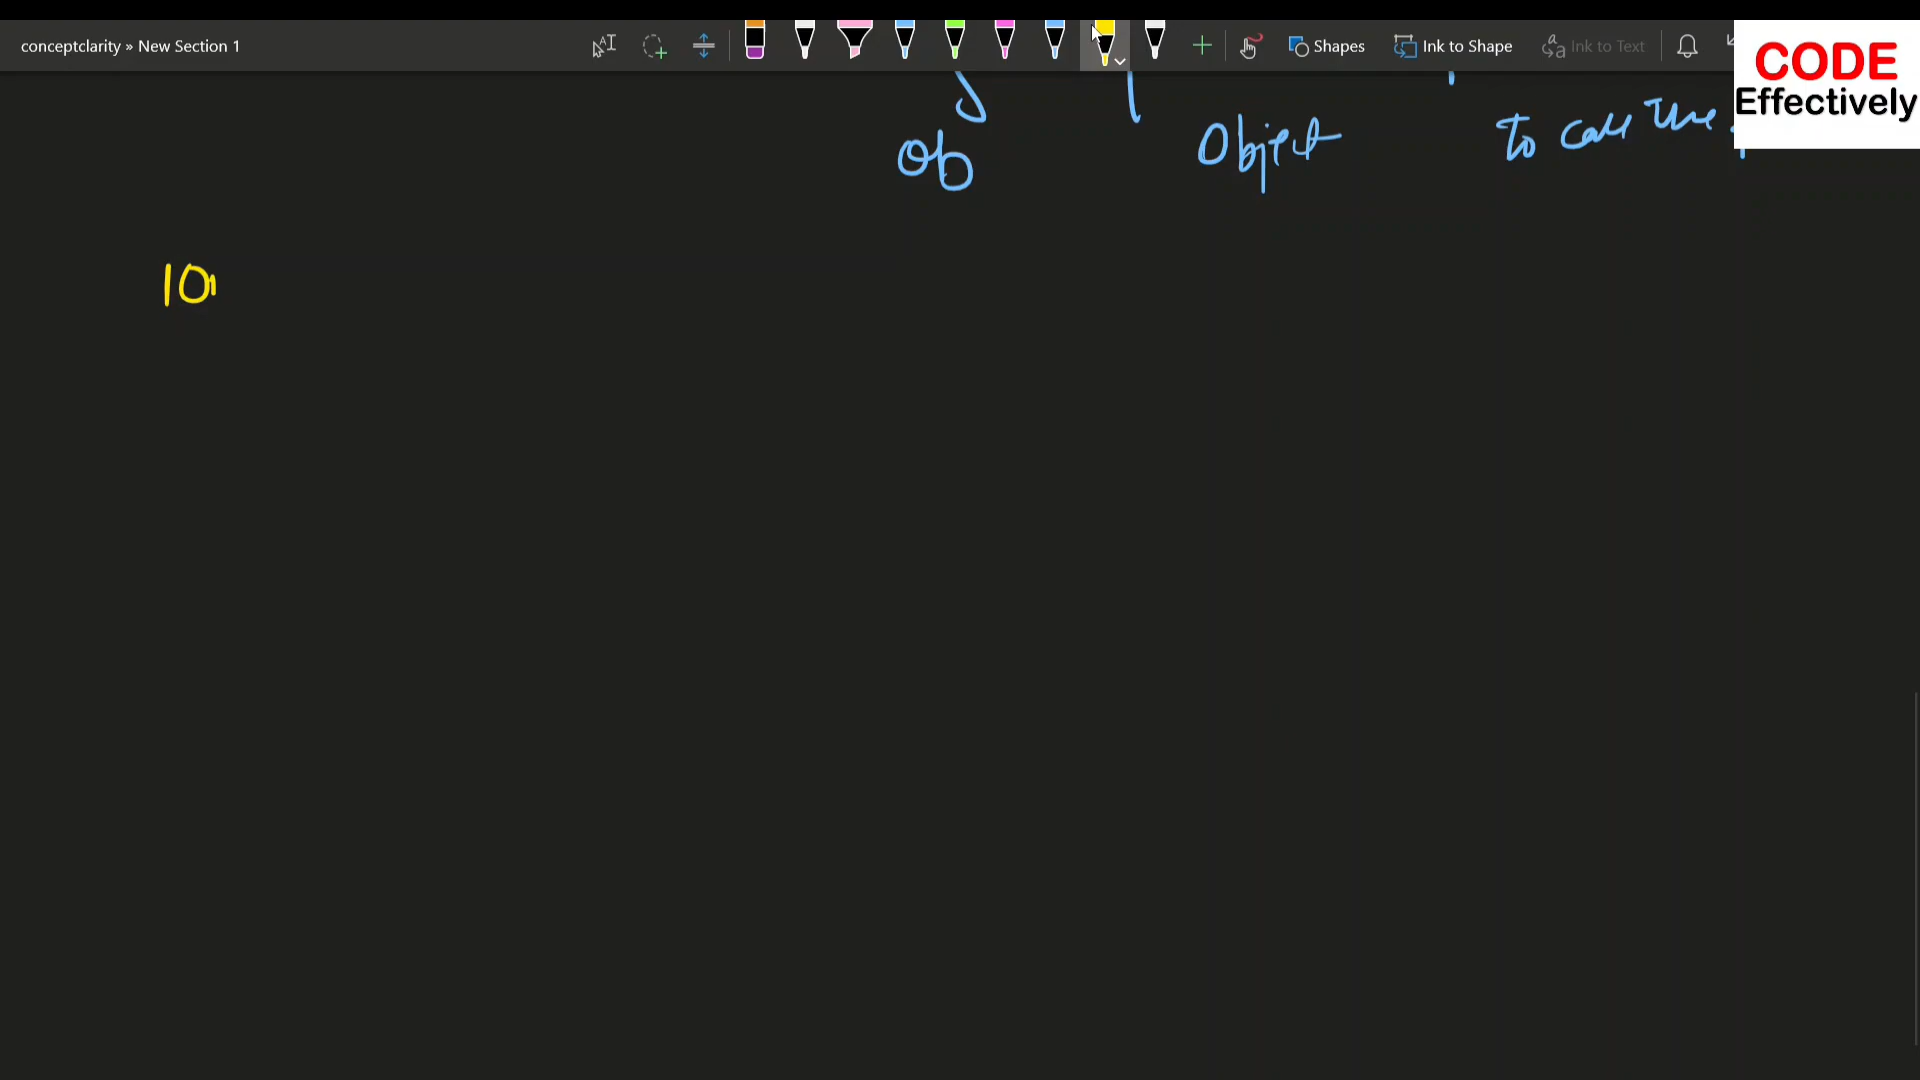 conceptclarity » New Section 1
Shapes
Ink to Shape
Ink to Text
CODE
Effectively
Object
To call the
Ob
10